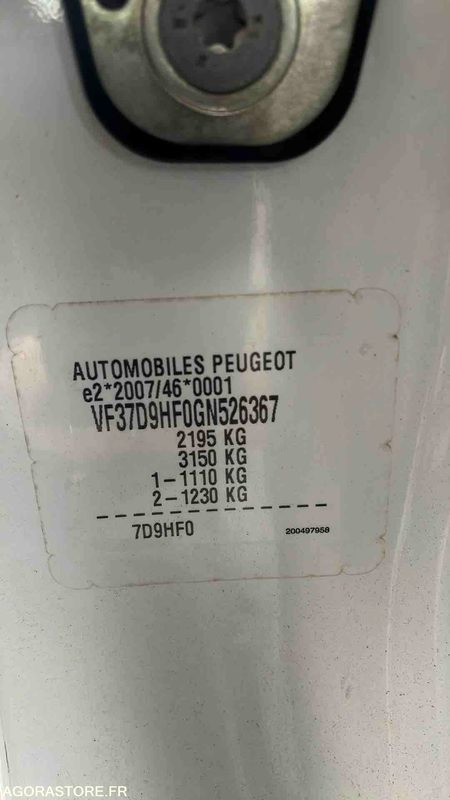 AUTOMOBILES PEUGEOT
e2*2007/46*0001
VF37D9HF0GN526367
2195 KG
3150 KG
1-1110 KG
2-1230 KG
7D9HF0 200497958
AGORASTORE.FR